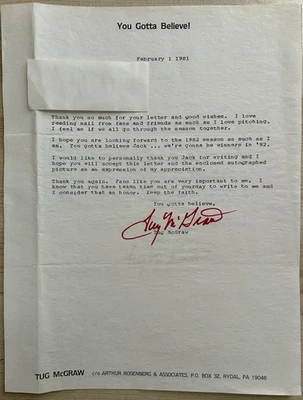 You Gotta Believe!
February 1 1981
Thank you so much for your letter and good wishes. I love
reading mail from fans and friends as much as I love pitching.
I feel as if we all go through the season together.
I hope you are looking forward to the 1982 season as much as I
am. You gotta believe Jack...we're gonna be winners in '82.
I would like to personally thank you Jack for writing and I
hope you will accept this letter and the enclosed autographed
picture as an expression of my appreciation.
Thank you again. Fans like you are very important to me. I
know that you have taken time out of yourday to write to me and
I consider that an honor. Keep the faith.
You gotta believe,
Tug McGraw
Tug McGraw
TUG McGRAW c/o ARTHUR ROSENBERG & ASSOCIATES, P.O. BOX 32, RYDAL, PA 19046